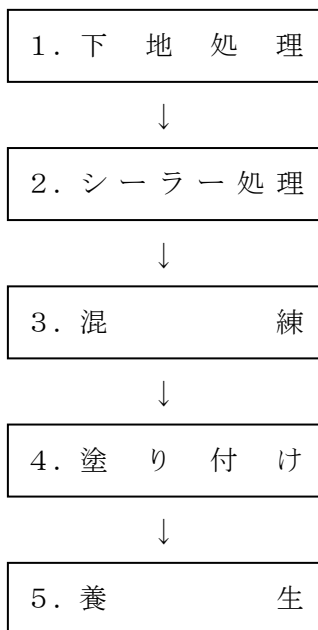 1．下地処理
↓
2．シーラー処理
↓
3．混練
↓
4．塗り付け
↓
5．養生